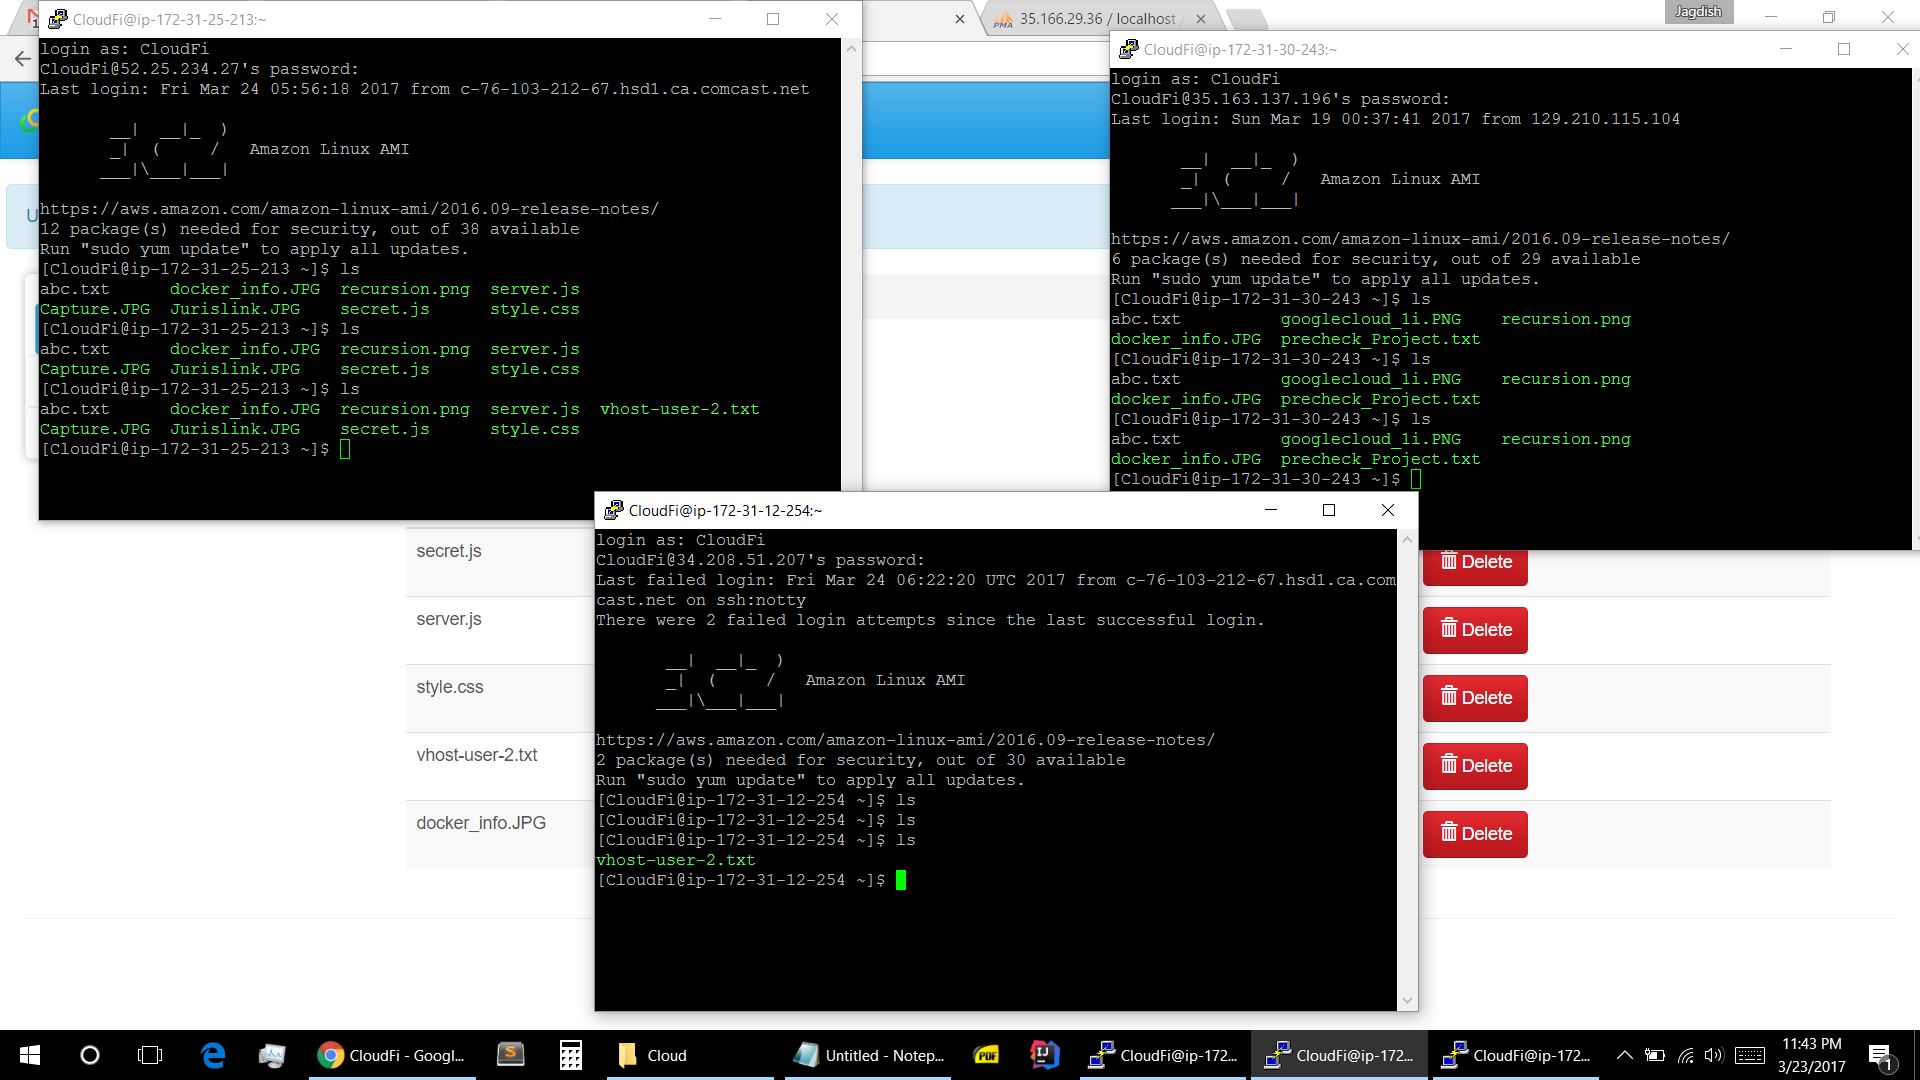 CloudFi@ip-172-31-25-213:~
login as: CloudFi
CloudFi@52.25.234.27's password:
Last login: Fri Mar 24 05:56:18 2017 from c-76-103-212-67.hsd1.ca.comcast.net
__|  __|_  )
_|  (     /   Amazon Linux AMI
___|\___|___|
https://aws.amazon.com/amazon-linux-ami/2016.09-release-notes/
12 package(s) needed for security, out of 38 available
Run "sudo yum update" to apply all updates.
[CloudFi@ip-172-31-25-213 ~]$ ls
abc.txt      docker_info.JPG  recursion.png  server.js
Capture.JPG  Jurislink.JPG    secret.js      style.css
[CloudFi@ip-172-31-25-213 ~]$ ls
abc.txt      docker_info.JPG  recursion.png  server.js
Capture.JPG  Jurislink.JPG    secret.js      style.css
[CloudFi@ip-172-31-25-213 ~]$ ls
abc.txt      docker_info.JPG  recursion.png  server.js  vhost-user-2.txt
Capture.JPG  Jurislink.JPG    secret.js      style.css
[CloudFi@ip-172-31-25-213 ~]$
PMA 35.166.29.36 / localhost
Jagdish
CloudFi@ip-172-31-30-243:~
login as: CloudFi
CloudFi@35.163.137.196's password:
Last login: Sun Mar 19 00:37:41 2017 from 129.210.115.104
__|  __|_  )
_|  (     /   Amazon Linux AMI
___|\___|___|
https://aws.amazon.com/amazon-linux-ami/2016.09-release-notes/
6 package(s) needed for security, out of 29 available
Run "sudo yum update" to apply all updates.
[CloudFi@ip-172-31-30-243 ~]$ ls
abc.txt          googlecloud_1i.PNG    recursion.png
docker_info.JPG  precheck_Project.txt
[CloudFi@ip-172-31-30-243 ~]$ ls
abc.txt          googlecloud_1i.PNG    recursion.png
docker_info.JPG  precheck_Project.txt
[CloudFi@ip-172-31-30-243 ~]$ ls
abc.txt          googlecloud_1i.PNG    recursion.png
docker_info.JPG  precheck_Project.txt
[CloudFi@ip-172-31-30-243 ~]$
CloudFi@ip-172-31-12-254:~
login as: CloudFi
CloudFi@34.208.51.207's password:
Last failed login: Fri Mar 24 06:22:20 UTC 2017 from c-76-103-212-67.hsd1.ca.com
cast.net on ssh:notty
There were 2 failed login attempts since the last successful login.
__|  __|_  )
_|  (     /   Amazon Linux AMI
___|\___|___|
https://aws.amazon.com/amazon-linux-ami/2016.09-release-notes/
2 package(s) needed for security, out of 30 available
Run "sudo yum update" to apply all updates.
[CloudFi@ip-172-31-12-254 ~]$ ls
[CloudFi@ip-172-31-12-254 ~]$ ls
[CloudFi@ip-172-31-12-254 ~]$ ls
vhost-user-2.txt
[CloudFi@ip-172-31-12-254 ~]$
secret.js Delete
server.js Delete
style.css Delete
vhost-user-2.txt Delete
docker_info.JPG Delete
CloudFi - Googl... Cloud Untitled - Notep... PDF IJ CloudFi@ip-172... CloudFi@ip-172... CloudFi@ip-172... 11:43 PM
3/23/2017 1